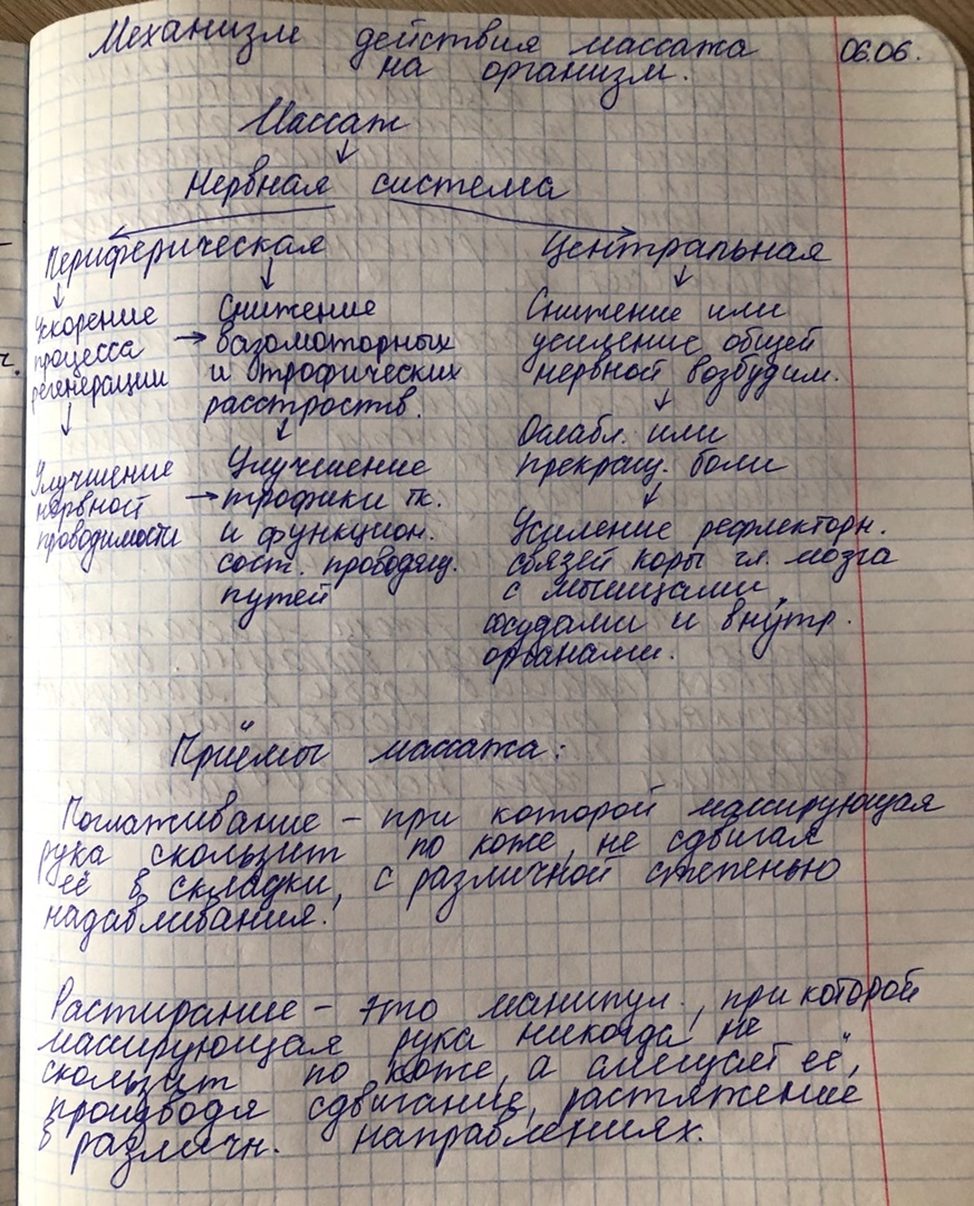 Механизм действия массажа 06.06.
на организм.
Массаж
↓
Нервная система
Периферическая
Центральная
Ускорение
процесса
регенерации
↓
Улучшение
нервной
проводимости
↓
→ Снижение
вазомоторных
и трофических
расстройств.
↓
→ Улучшение
трофики тк.
и функцион.
сост. проводящ.
путей
↓
Снижение или
усиление общей
нервной возбудим.
↓
Ослабл. или
прекращ. боли
↓
Усиление рефлекторн.
связей коры гл. мозга
с мышцами,
сосудами и внутр.
органами.
Приёмы массажа:
Поглаживание – при которой массирующая
рука скользит по коже, не сдвигая
её в складки, с различной степенью
надавливания.
Растирание – это манипул., при которой
массирующая рука никогда не
скользит по коже, а смещает её,
производя сдвигание, растяжение
в различн. направлениях.